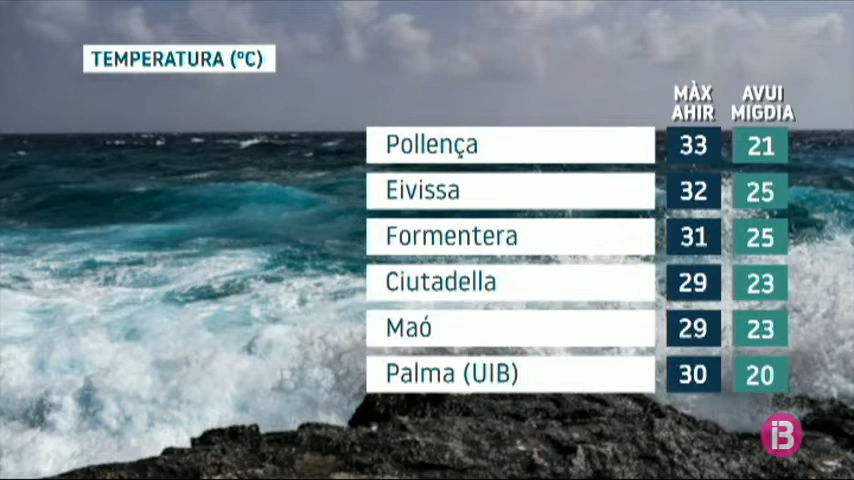 TEMPERATURA (ºC)
MÀX AHIR AVUI MIGDIA
Pollença 33 21
Eivissa 32 25
Formentera 31 25
Ciutadella 29 23
Maó 29 23
Palma (UIB) 30 20
IB